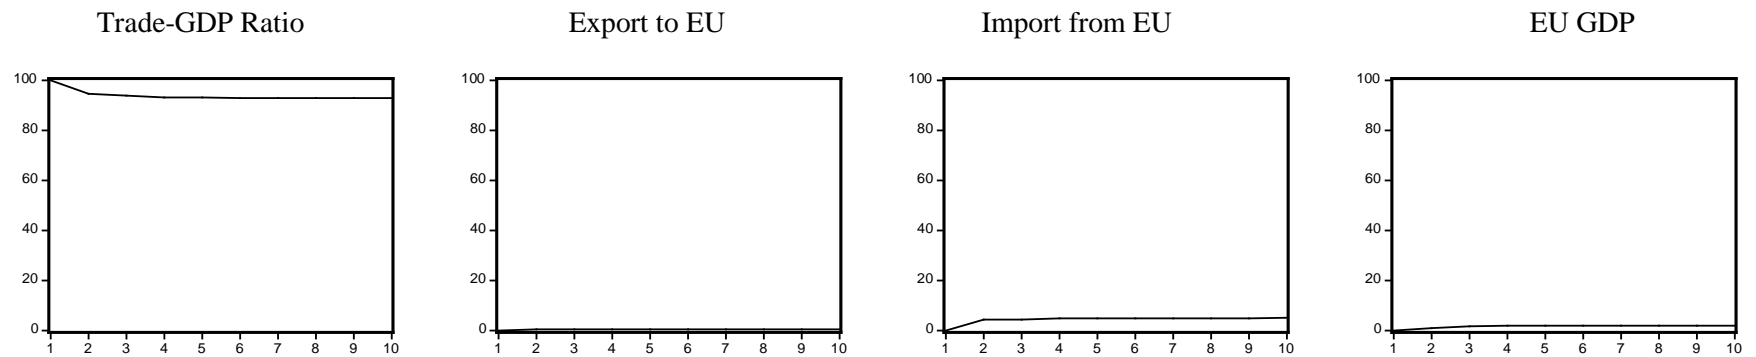 Trade-GDP Ratio Export to EU Import from EU EU GDP
100 100 100 100
80 80 80 80
60 60 60 60
40 40 40 40
20 20 20 20
0 0 0 0
1 2 3 4 5 6 7 8 9 10 1 2 3 4 5 6 7 8 9 10 1 2 3 4 5 6 7 8 9 10 1 2 3 4 5 6 7 8 9 10